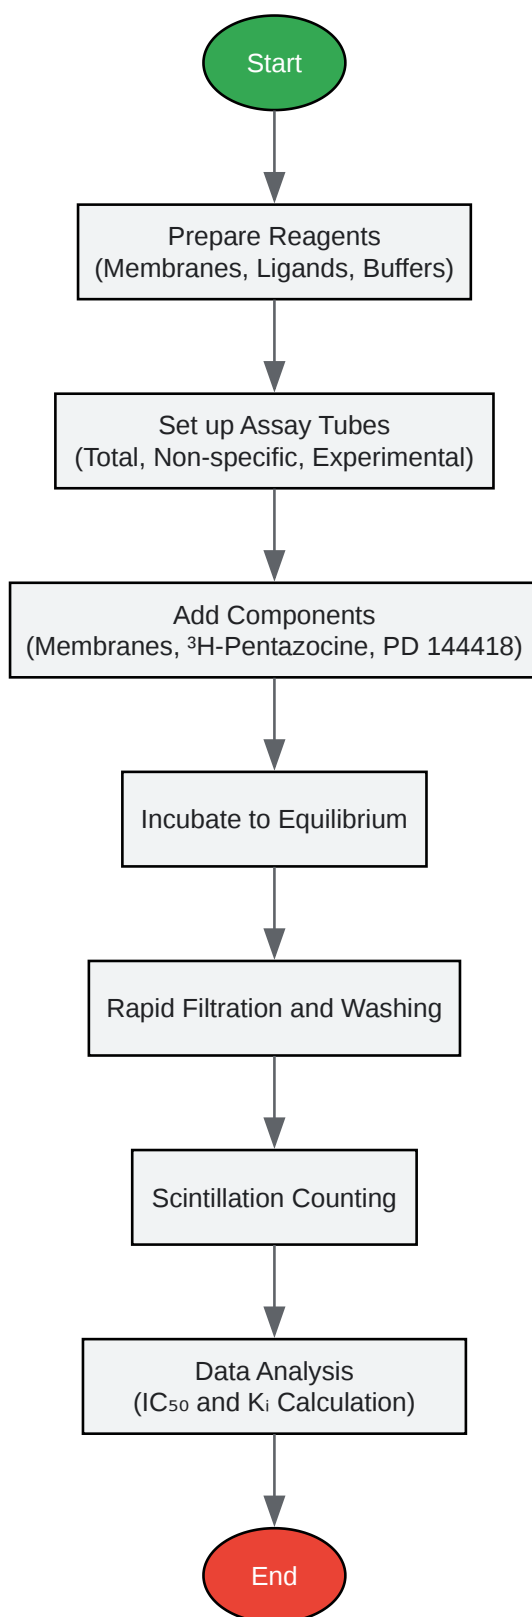 Start
Prepare Reagents
(Membranes, Ligands, Buffers)
Set up Assay Tubes
(Total, Non-specific, Experimental)
Add Components
(Membranes, ³H-Pentazocine, PD 144418)
Incubate to Equilibrium
Rapid Filtration and Washing
Scintillation Counting
Data Analysis
(IC₅₀ and Kᵢ Calculation)
End